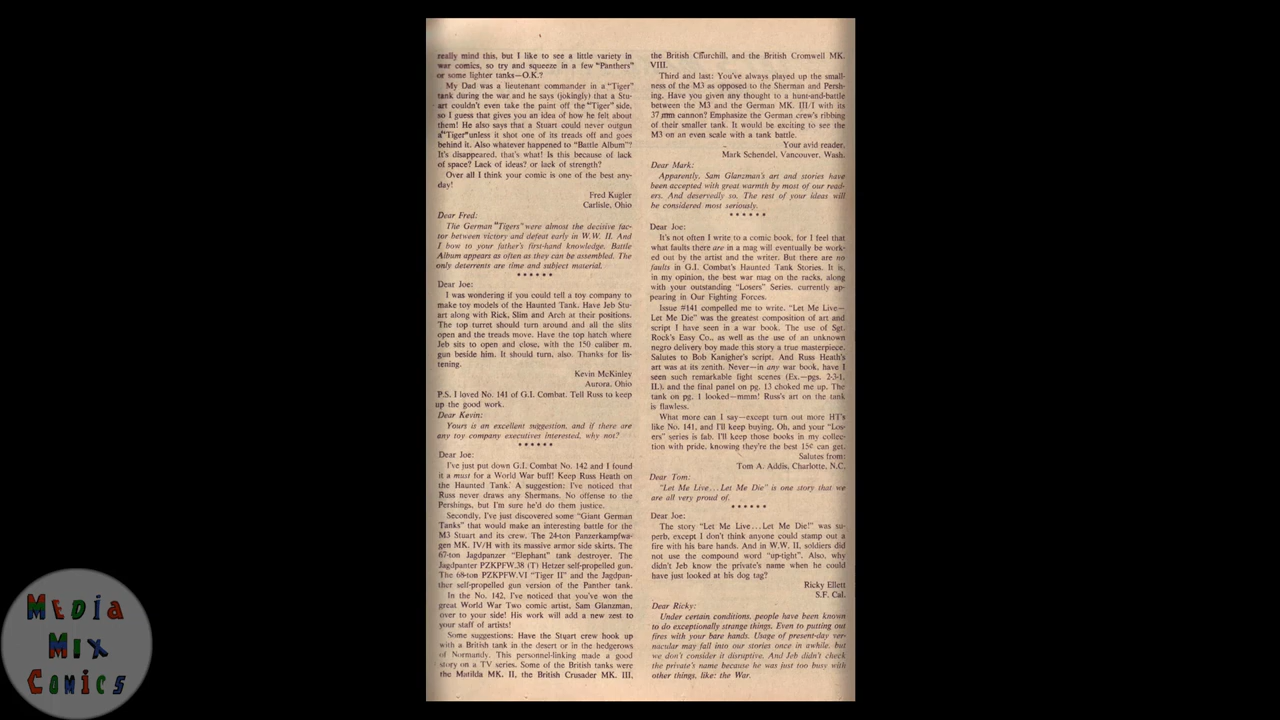 really mind this, but I like to see a little variety in
war comics, so try and squeeze in a few "Panthers"
or some lighter tanks—O.K.?
My Dad was a lieutenant commander in a "Tiger"
tank during the war and he says (jokingly) that a Stu-
art couldn't even take the paint off the "Tiger" side,
so I guess that gives you an idea of how he felt about
them! He also says that a Stuart could never outgun
a "Tiger" unless it shot one of its treads off and goes
behind it. Also whatever happened to "Battle Album"?
It's disappeared, that's what! Is this because of lack
of space? Lack of ideas? or lack of strength?
Over all I think your comic is one of the best any-
day!
Fred Kugler
Carlisle, Ohio
Dear Fred:
The German "Tigers" were almost the decisive fac-
tor between victory and defeat early in W.W. II. And
I bow to your father's first-hand knowledge. Battle
Album appears as often as they can be assembled. The
only deterrents are time and subject material.
* * * * * *
Dear Joe:
I was wondering if you could tell a toy company to
make toy models of the Haunted Tank. Have Jeb Stu-
art along with Rick, Slim and Arch at their positions.
The top turret should turn around and all the slits
open and the treads move. Have the top hatch where
Jeb sits to open and close, with the 150 caliber m.
gun beside him. It should turn, also. Thanks for lis-
tening.
Kevin McKinley
Aurora, Ohio
P.S. I loved No. 141 of G.I. Combat. Tell Russ to keep
up the good work.
Dear Kevin:
Yours is an excellent suggestion, and if there are
any toy company executives interested, why not?
* * * * * *
Dear Joe:
I've just put down G.I. Combat No. 142 and I found
it a must for a World War buff! Keep Russ Heath on
the Haunted Tank. A suggestion: I've noticed that
Russ never draws any Shermans. No offense to the
Pershings, but I'm sure he'd do them justice.
Secondly, I've just discovered some "Giant German
Tanks" that would make an interesting battle for the
M3 Stuart and its crew. The 24-ton Panzerkampfwa-
gen MK. IV/H with its massive armor side skirts. The
67-ton Jagdpanzer "Elephant" tank destroyer. The
Jagdpanter PZKPFW.38 (T) Hetzer self-propelled gun.
The 68-ton PZKPFW.VI "Tiger II" and the Jagdpan-
ther self-propelled gun version of the Panther tank.
In the No. 142, I've noticed that you've won the
great World War Two comic artist, Sam Glanzman,
over to your side! His work will add a new zest to
your staff of artists!
Some suggestions: Have the Stuart crew hook up
with a British tank in the desert or in the hedgerows
of Normandy. This personnel-linking made a good
story on a TV series. Some of the British tanks were
the Matilda MK. II, the British Crusader MK. III,
the British Churchill, and the British Cromwell MK.
VIII.
Third and last: You've always played up the small-
ness of the M3 as opposed to the Sherman and Persh-
ing. Have you given any thought to a hunt-and-battle
between the M3 and the German MK. III/I with its
37 mm cannon? Emphasize the German crew's ribbing
of their smaller tank. It would be exciting to see the
M3 on an even scale with a tank battle.
Your avid reader,
Mark Schendel, Vancouver, Wash.
Dear Mark:
Apparently, Sam Glanzman's art and stories have
been accepted with great warmth by most of our read-
ers. And deservedly so. The rest of your ideas will
be considered most seriously.
* * * * * *
Dear Joe:
It's not often I write to a comic book, for I feel that
what faults there are in a mag will eventually be work-
ed out by the artist and the writer. But there are no
faults in G.I. Combat's Haunted Tank Stories. It is,
in my opinion, the best war mag on the racks, along
with your outstanding "Losers" Series, currently ap-
pearing in Our Fighting Forces.
Issue #141 compelled me to write. "Let Me Live—
Let Me Die" was the greatest composition of art and
script I have seen in a war book. The use of Sgt.
Rock's Easy Co., as well as the use of an unknown
negro delivery boy made this story a true masterpiece.
Salutes to Bob Kanigher's script. And Russ Heath's
art was at its zenith. Never—in any war book, have I
seen such remarkable fight scenes (Ex.—pgs. 2-3-1.
II.), and the final panel on pg. 13 choked me up. The
tank on pg. 1 looked—mmm! Russ's art on the tank
is flawless.
What more can I say—except turn out more HT's
like No. 141, and I'll keep buying. Oh, and your "Los-
ers" series is fab. I'll keep those books in my collec-
tion with pride, knowing they're the best 15¢ can get.
Salutes from:
Tom A. Addis, Charlotte, N.C.
Dear Tom:
"Let Me Live...Let Me Die" is one story that we
are all very proud of.
* * * * * *
Dear Joe:
The story "Let Me Live...Let Me Die!" was su-
perb, except I don't think anyone could stamp out a
fire with his bare hands. And in W.W. II, soldiers did
not use the compound word "up-tight". Also, why
didn't Jeb know the private's name when he could
have just looked at his dog tag?
Ricky Ellett
S.F. Cal.
Dear Ricky:
Under certain conditions, people have been known
to do exceptionally strange things. Even to putting out
fires with your bare hands. Usage of present-day ver-
nacular may fall into our stories once in awhile, but
we don't consider it disruptive. And Jeb didn't check
the private's name because he was just too busy with
other things, like: the War.
MEDIA
MIX
COMICS